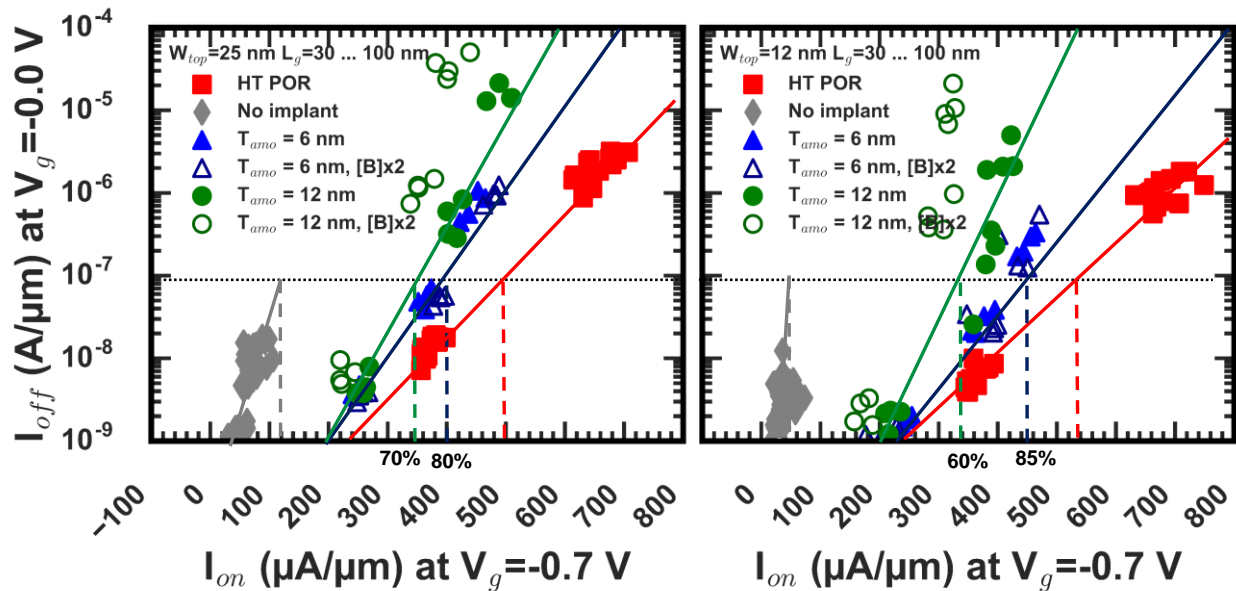 I_off (A/μm) at V_g=-0.0 V
10^-4
10^-5
10^-6
10^-7
10^-8
10^-9
W_top=25 nm L_g=30 ... 100 nm
HT POR
No implant
T_amo = 6 nm
T_amo = 6 nm, [B]x2
T_amo = 12 nm
T_amo = 12 nm, [B]x2
70%
80%
−100
0
100
200
300
400
500
600
700
800
I_on (μA/μm) at V_g=-0.7 V
W_top=12 nm L_g=30 ... 100 nm
HT POR
No implant
T_amo = 6 nm
T_amo = 6 nm, [B]x2
T_amo = 12 nm
T_amo = 12 nm, [B]x2
60%
85%
0
100
200
300
400
500
600
700
800
I_on (μA/μm) at V_g=-0.7 V